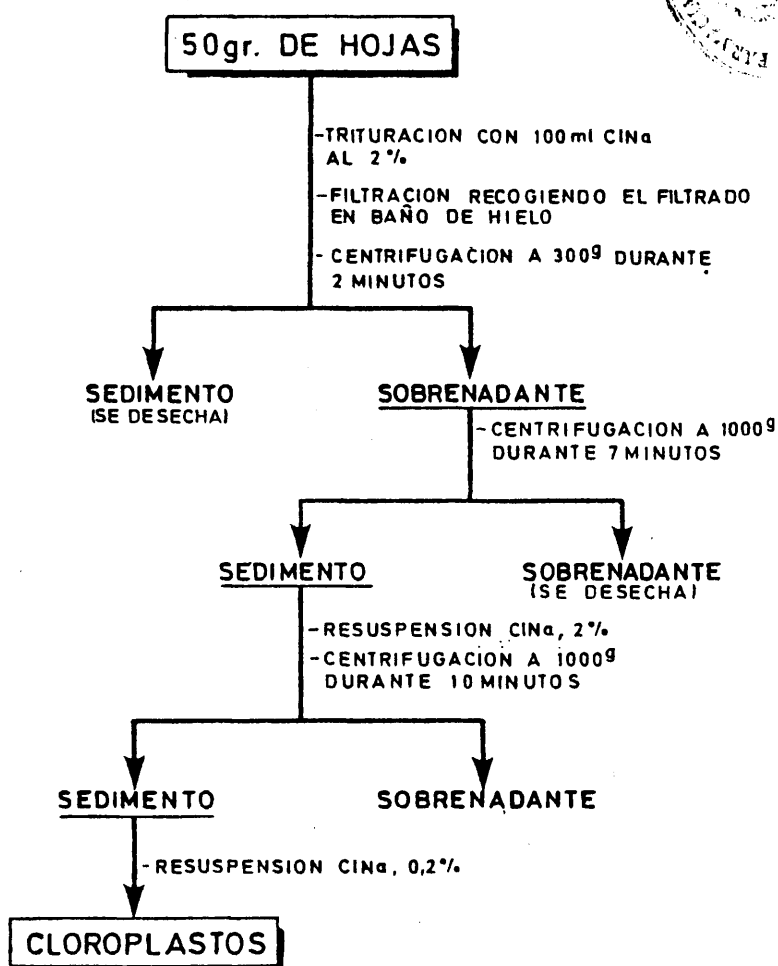 50gr. DE HOJAS
-TRITURACION CON 100ml ClNa
AL 2%
-FILTRACION RECOGIENDO EL FILTRADO
EN BAÑO DE HIELO
- CENTRIFUGACION A 300g DURANTE
2 MINUTOS
SEDIMENTO
(SE DESECHA)
SOBRENADANTE
-CENTRIFUGACION A 1000g
DURANTE 7 MINUTOS
SEDIMENTO
SOBRENADANTE
(SE DESECHA)
-RESUSPENSION ClNa, 2%
-CENTRIFUGACION A 1000g
DURANTE 10 MINUTOS
SEDIMENTO
SOBRENADANTE
-RESUSPENSION ClNa, 0,2%
CLOROPLASTOS